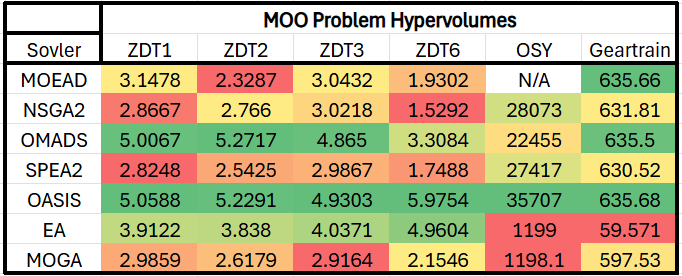 MOO Problem Hypervolumes
Sovler ZDT1 ZDT2 ZDT3 ZDT6 OSY Geartrain
MOEAD 3.1478 2.3287 3.0432 1.9302 N/A 635.66
NSGA2 2.8667 2.766 3.0218 1.5292 28073 631.81
OMADS 5.0067 5.2717 4.865 3.3084 22455 635.5
SPEA2 2.8248 2.5425 2.9867 1.7488 27417 630.52
OASIS 5.0588 5.2291 4.9303 5.9754 35707 635.68
EA 3.9122 3.838 4.0371 4.9604 1199 59.571
MOGA 2.9859 2.6179 2.9164 2.1546 1198.1 597.53